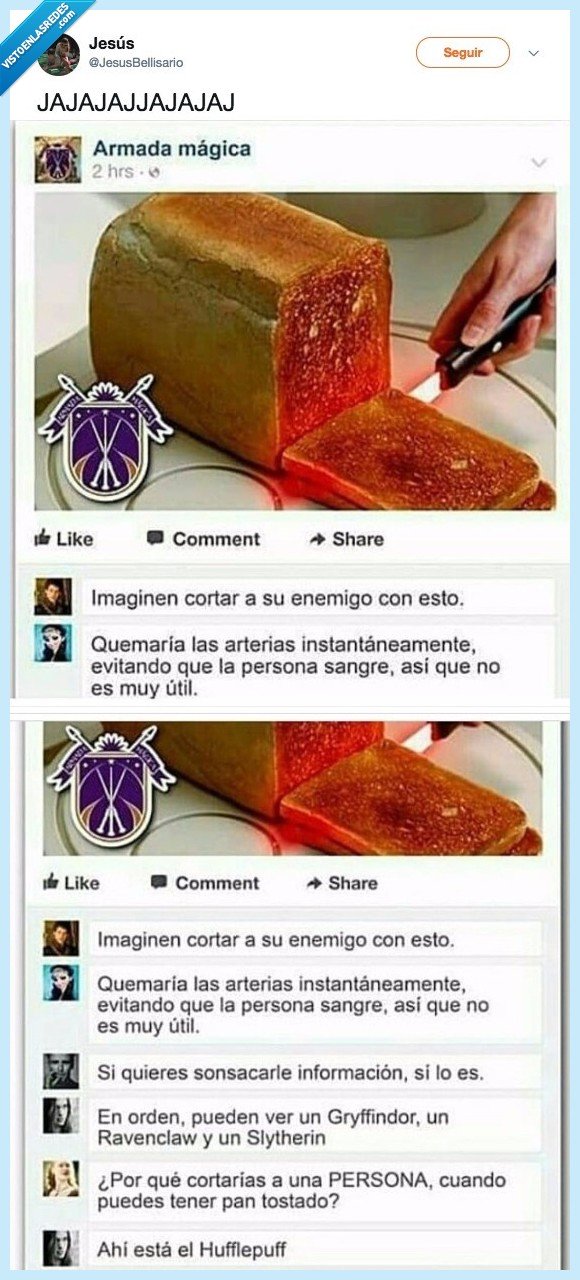 VISTOENLASREDES
.com
Jesús
@JesusBellisario
Seguir
JAJAJAJJAJAJAJ
Armada mágica
2 hrs
Like Comment Share
Imaginen cortar a su enemigo con esto.
Quemaría las arterias instantáneamente,
evitando que la persona sangre, así que no
es muy útil.
Like Comment Share
Imaginen cortar a su enemigo con esto.
Quemaría las arterias instantáneamente,
evitando que la persona sangre, así que no
es muy útil.
Si quieres sonsacarle información, sí lo es.
En orden, pueden ver un Gryffindor, un
Ravenclaw y un Slytherin
¿Por qué cortarías a una PERSONA, cuando
puedes tener pan tostado?
Ahí está el Hufflepuff